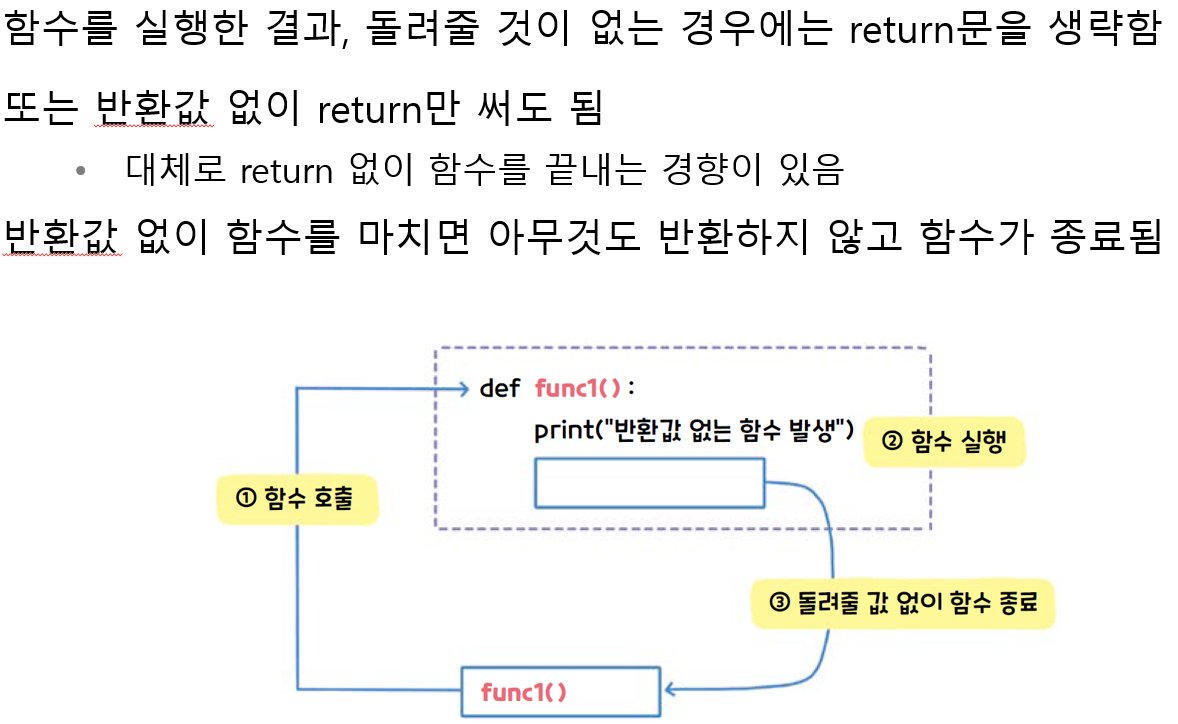 함수를 실행한 결과, 돌려줄 것이 없는 경우에는 return문을 생략함
또는 반환값 없이 return만 써도 됨
• 대체로 return 없이 함수를 끝내는 경향이 있음
반환값 없이 함수를 마치면 아무것도 반환하지 않고 함수가 종료됨
def func1():
print("반환값 없는 함수 발생")
② 함수 실행
① 함수 호출
③ 돌려줄 값 없이 함수 종료
func1()